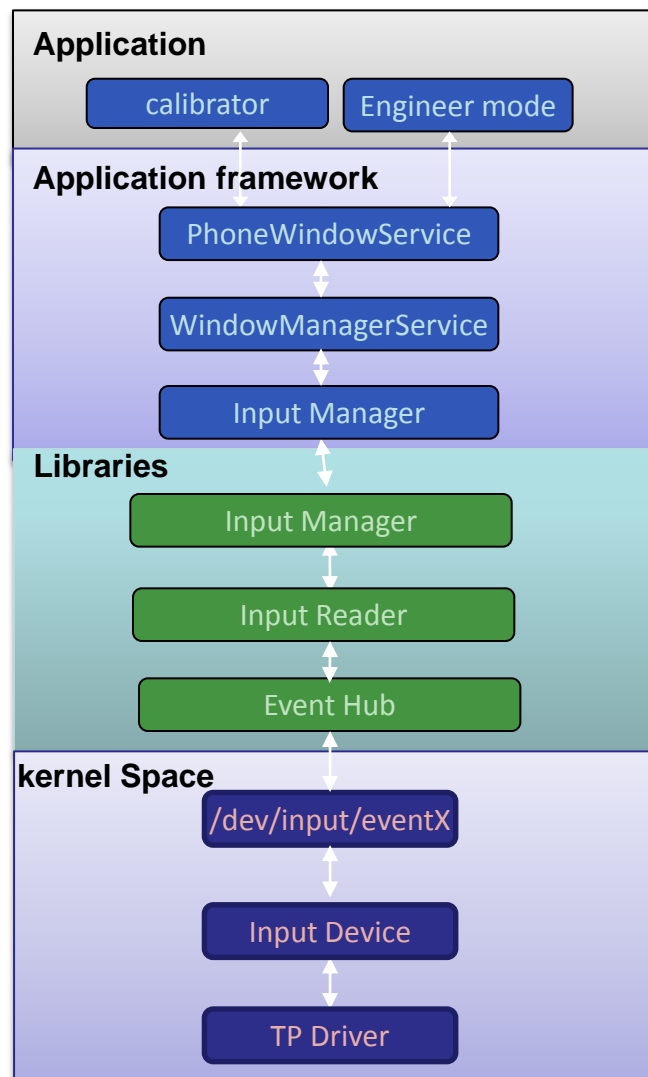 Application
calibrator
Engineer mode
Application framework
PhoneWindowService
WindowManagerService
Input Manager
Libraries
Input Manager
Input Reader
Event Hub
kernel Space
/dev/input/eventX
Input Device
TP Driver